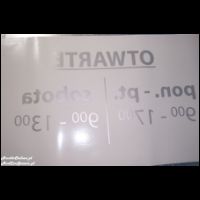 OTWARTE
pon.- pt. sobota
9⁰⁰ - 17⁰⁰ 9⁰⁰ - 13⁰⁰